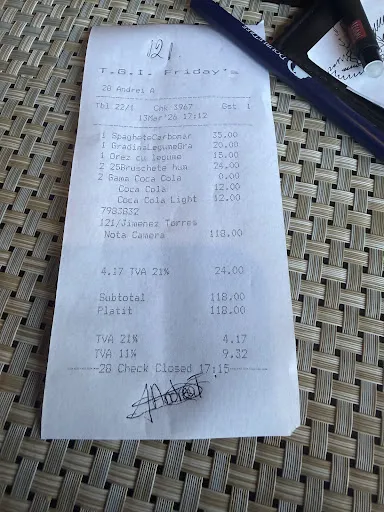 121
T.G.I. Friday's
20 Andrei A
Tbl 22/1 Chk 3967 Gst 1
13Mar'26 17:12
1 SpagheteCarbonar 35.00
1 GradinaLegumeGra 20.00
1 Orez cu legume 15.00
2 2GBruschete hum 24.00
2 Gama Coca Cola 0.00
Coca Cola 12.00
Coca Cola Light 12.00
7983832
121/Jimenez Torres
Nota Camera 118.00
4.17 TVA 21% 24.00
Subtotal 118.00
Platit 118.00
TVA 21% 4.17
TVA 11% 9.32
20 Check Closed 17:15